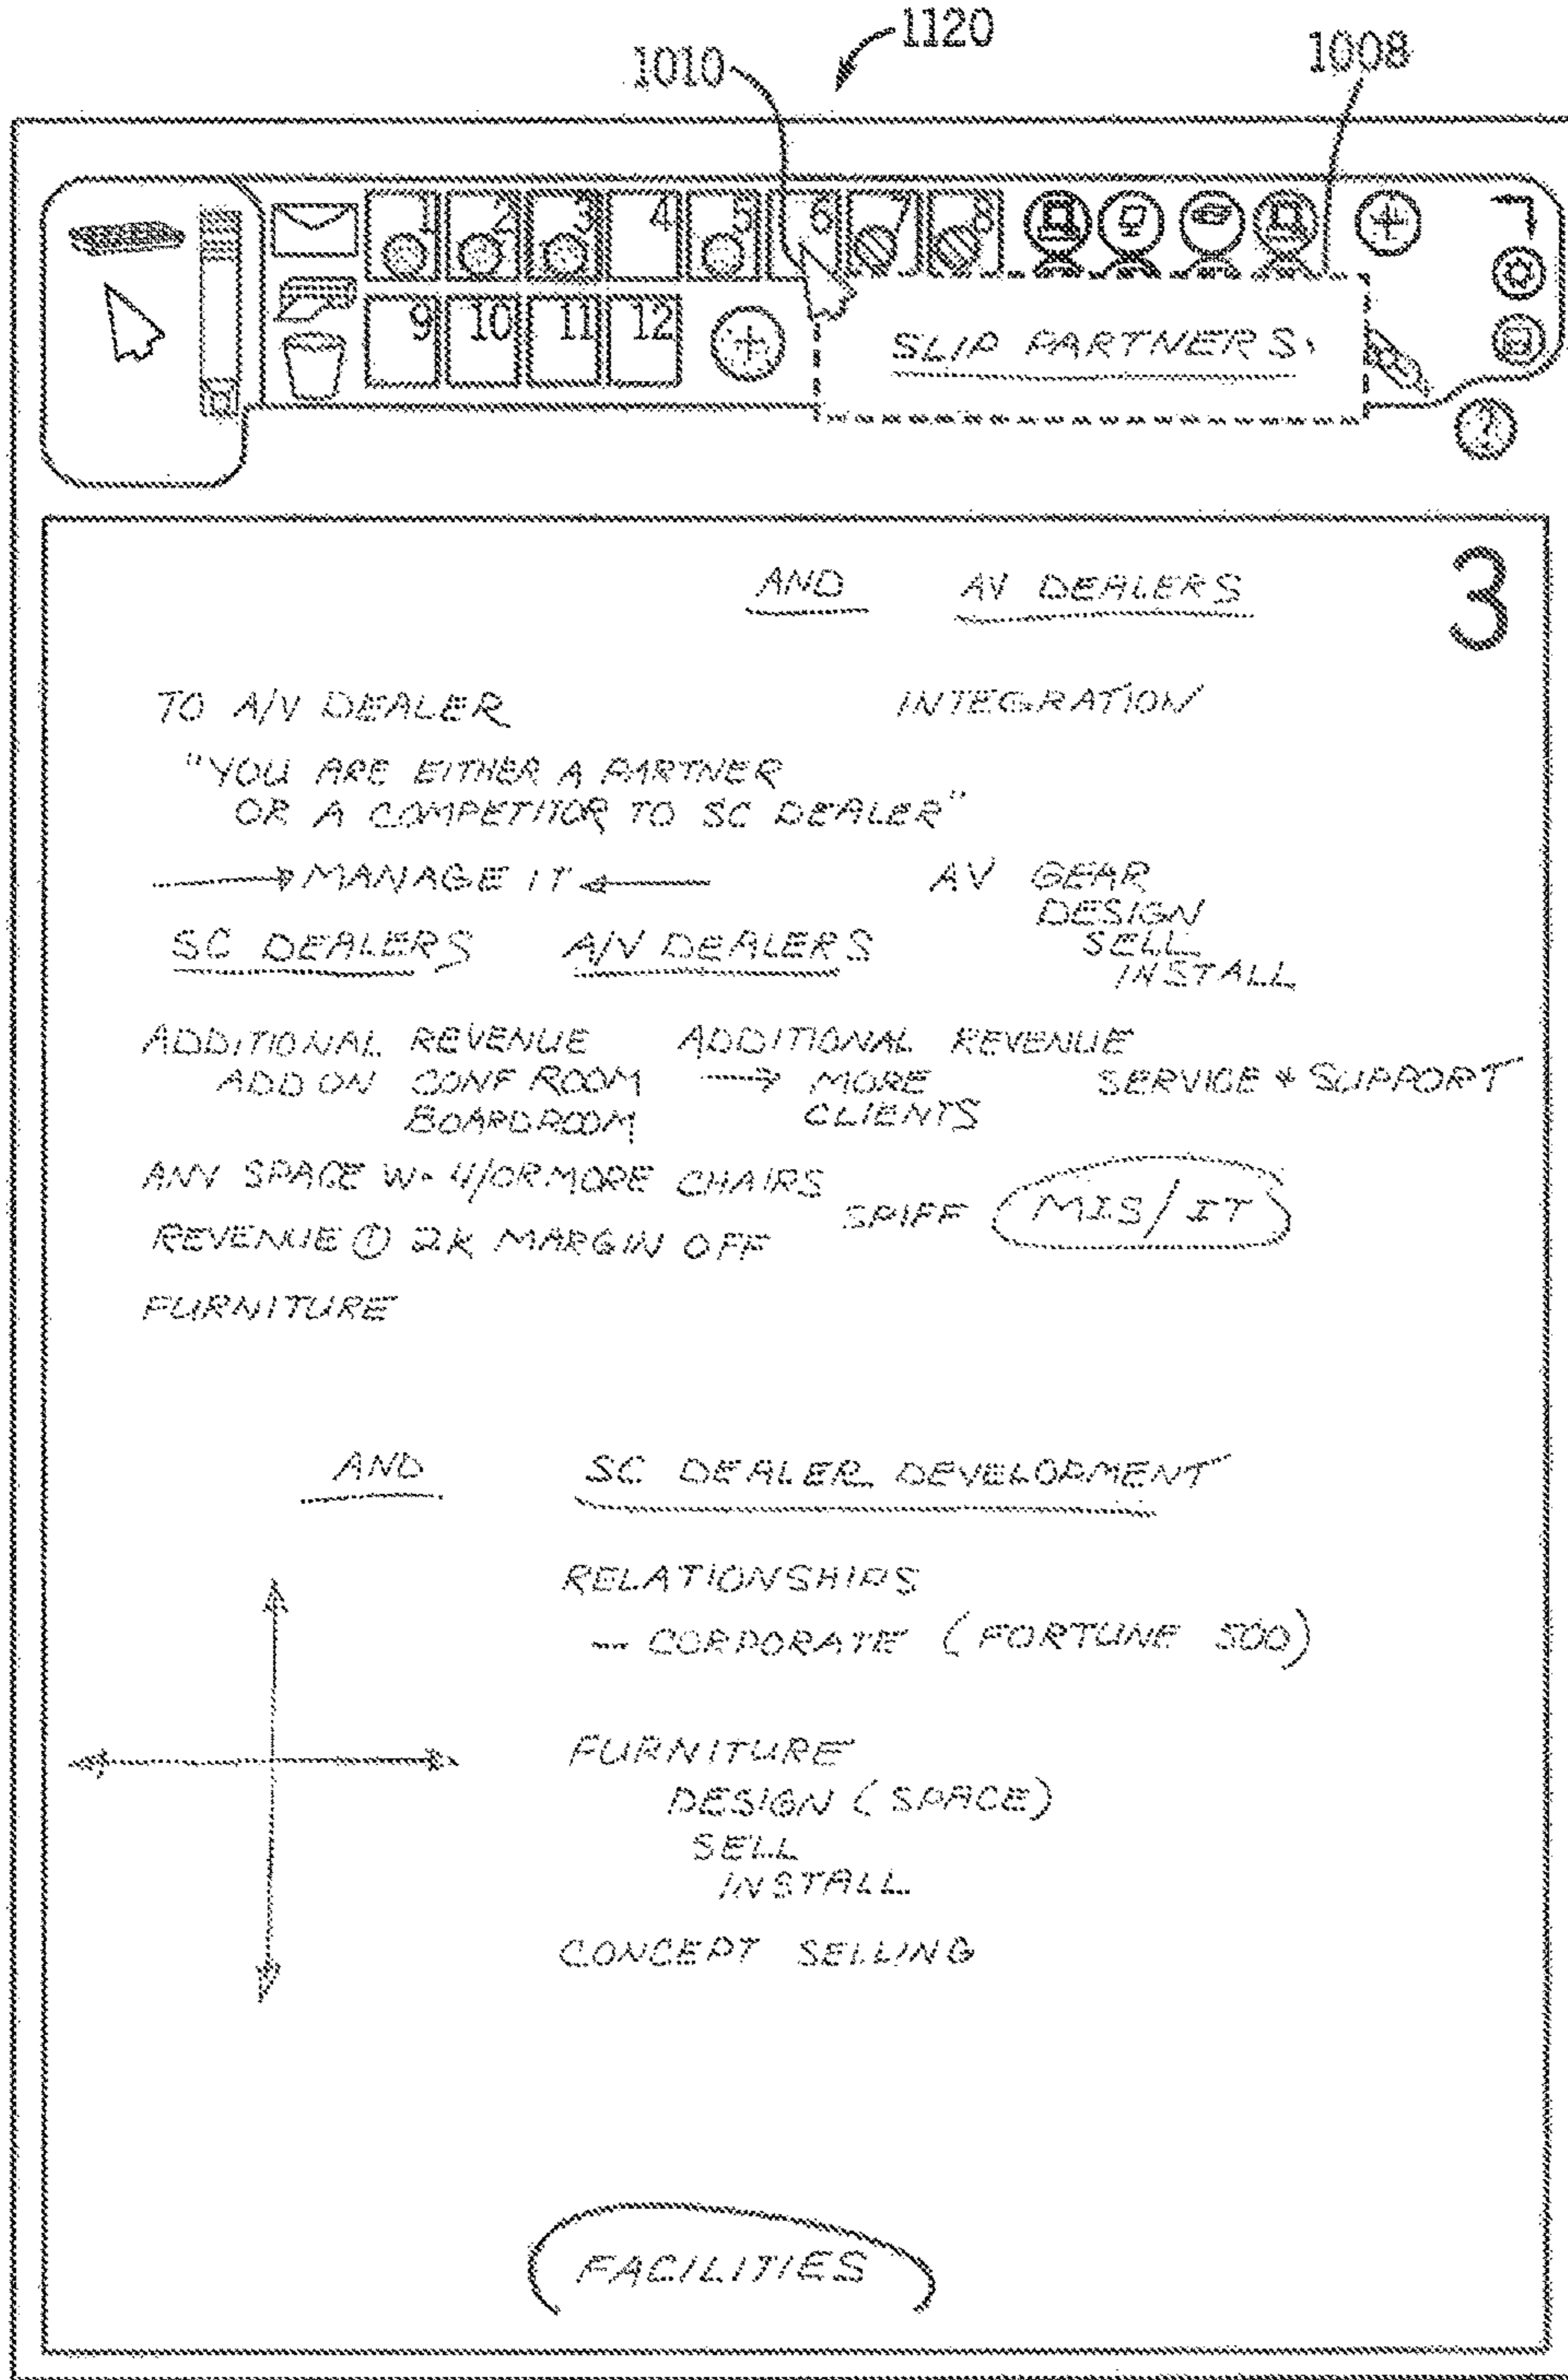 1120
1010
1008
1 2 3 4 5 6 7 8
9 10 11 12
SLIP PARTNERS
?
3
AND AV DEALERS
TO A/V DEALER INTEGRATION
"YOU ARE EITHER A PARTNER
OR A COMPETITOR TO SC DEALER"
MANAGE IT AV GEAR
DESIGN
SC DEALERS A/V DEALERS SELL
INSTALL
ADDITIONAL REVENUE ADDITIONAL REVENUE
ADD ON CONF ROOM → MORE SERVICE + SUPPORT
BOARDROOM CLIENTS
ANY SPACE W- 4/OR MORE CHAIRS
SPIFF MIS/IT
REVENUE ① 2K MARGIN OFF
FURNITURE
AND SC DEALER DEVELOPMENT
RELATIONSHIPS
- CORPORATE (FORTUNE 500)
FURNITURE
DESIGN (SPACE)
SELL
INSTALL
CONCEPT SELLING
FACILITIES